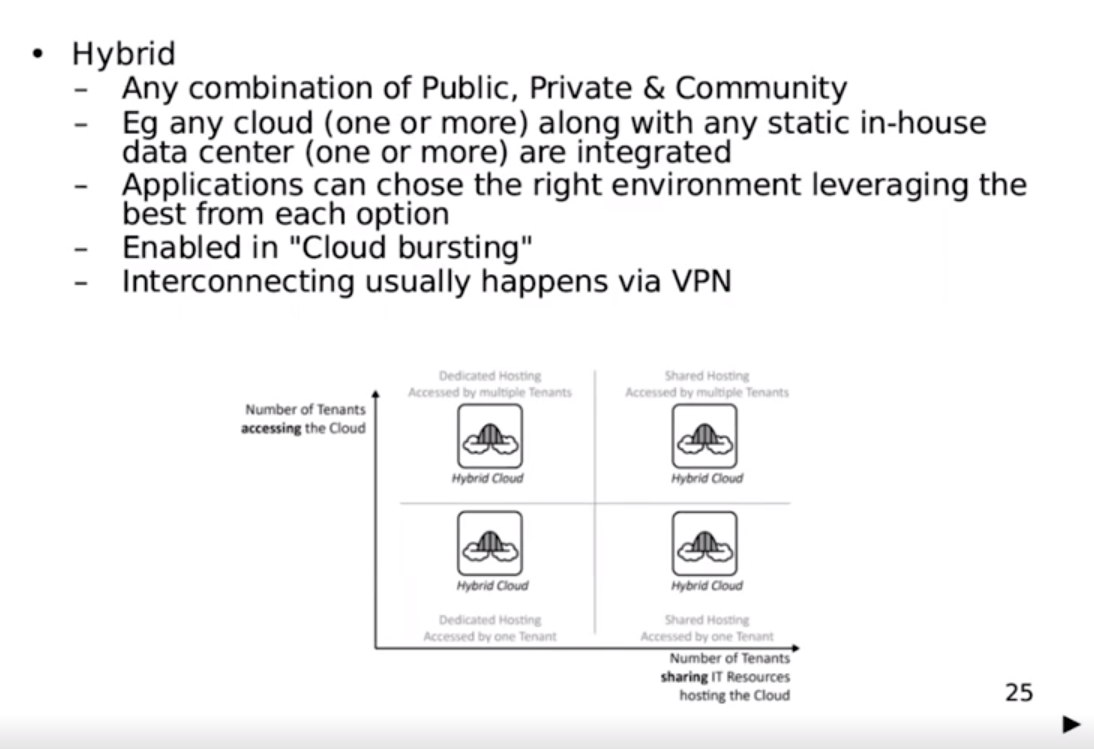 • Hybrid
– Any combination of Public, Private & Community
– Eg any cloud (one or more) along with any static in-house
data center (one or more) are integrated
– Applications can chose the right environment leveraging the
best from each option
– Enabled in "Cloud bursting"
– Interconnecting usually happens via VPN
Number of Tenants
accessing the Cloud
Dedicated Hosting
Accessed by multiple Tenants
Shared Hosting
Accessed by multiple Tenants
Hybrid Cloud
Hybrid Cloud
Hybrid Cloud
Hybrid Cloud
Dedicated Hosting
Accessed by one Tenant
Shared Hosting
Accessed by one Tenant
Number of Tenants
sharing IT Resources
hosting the Cloud
25